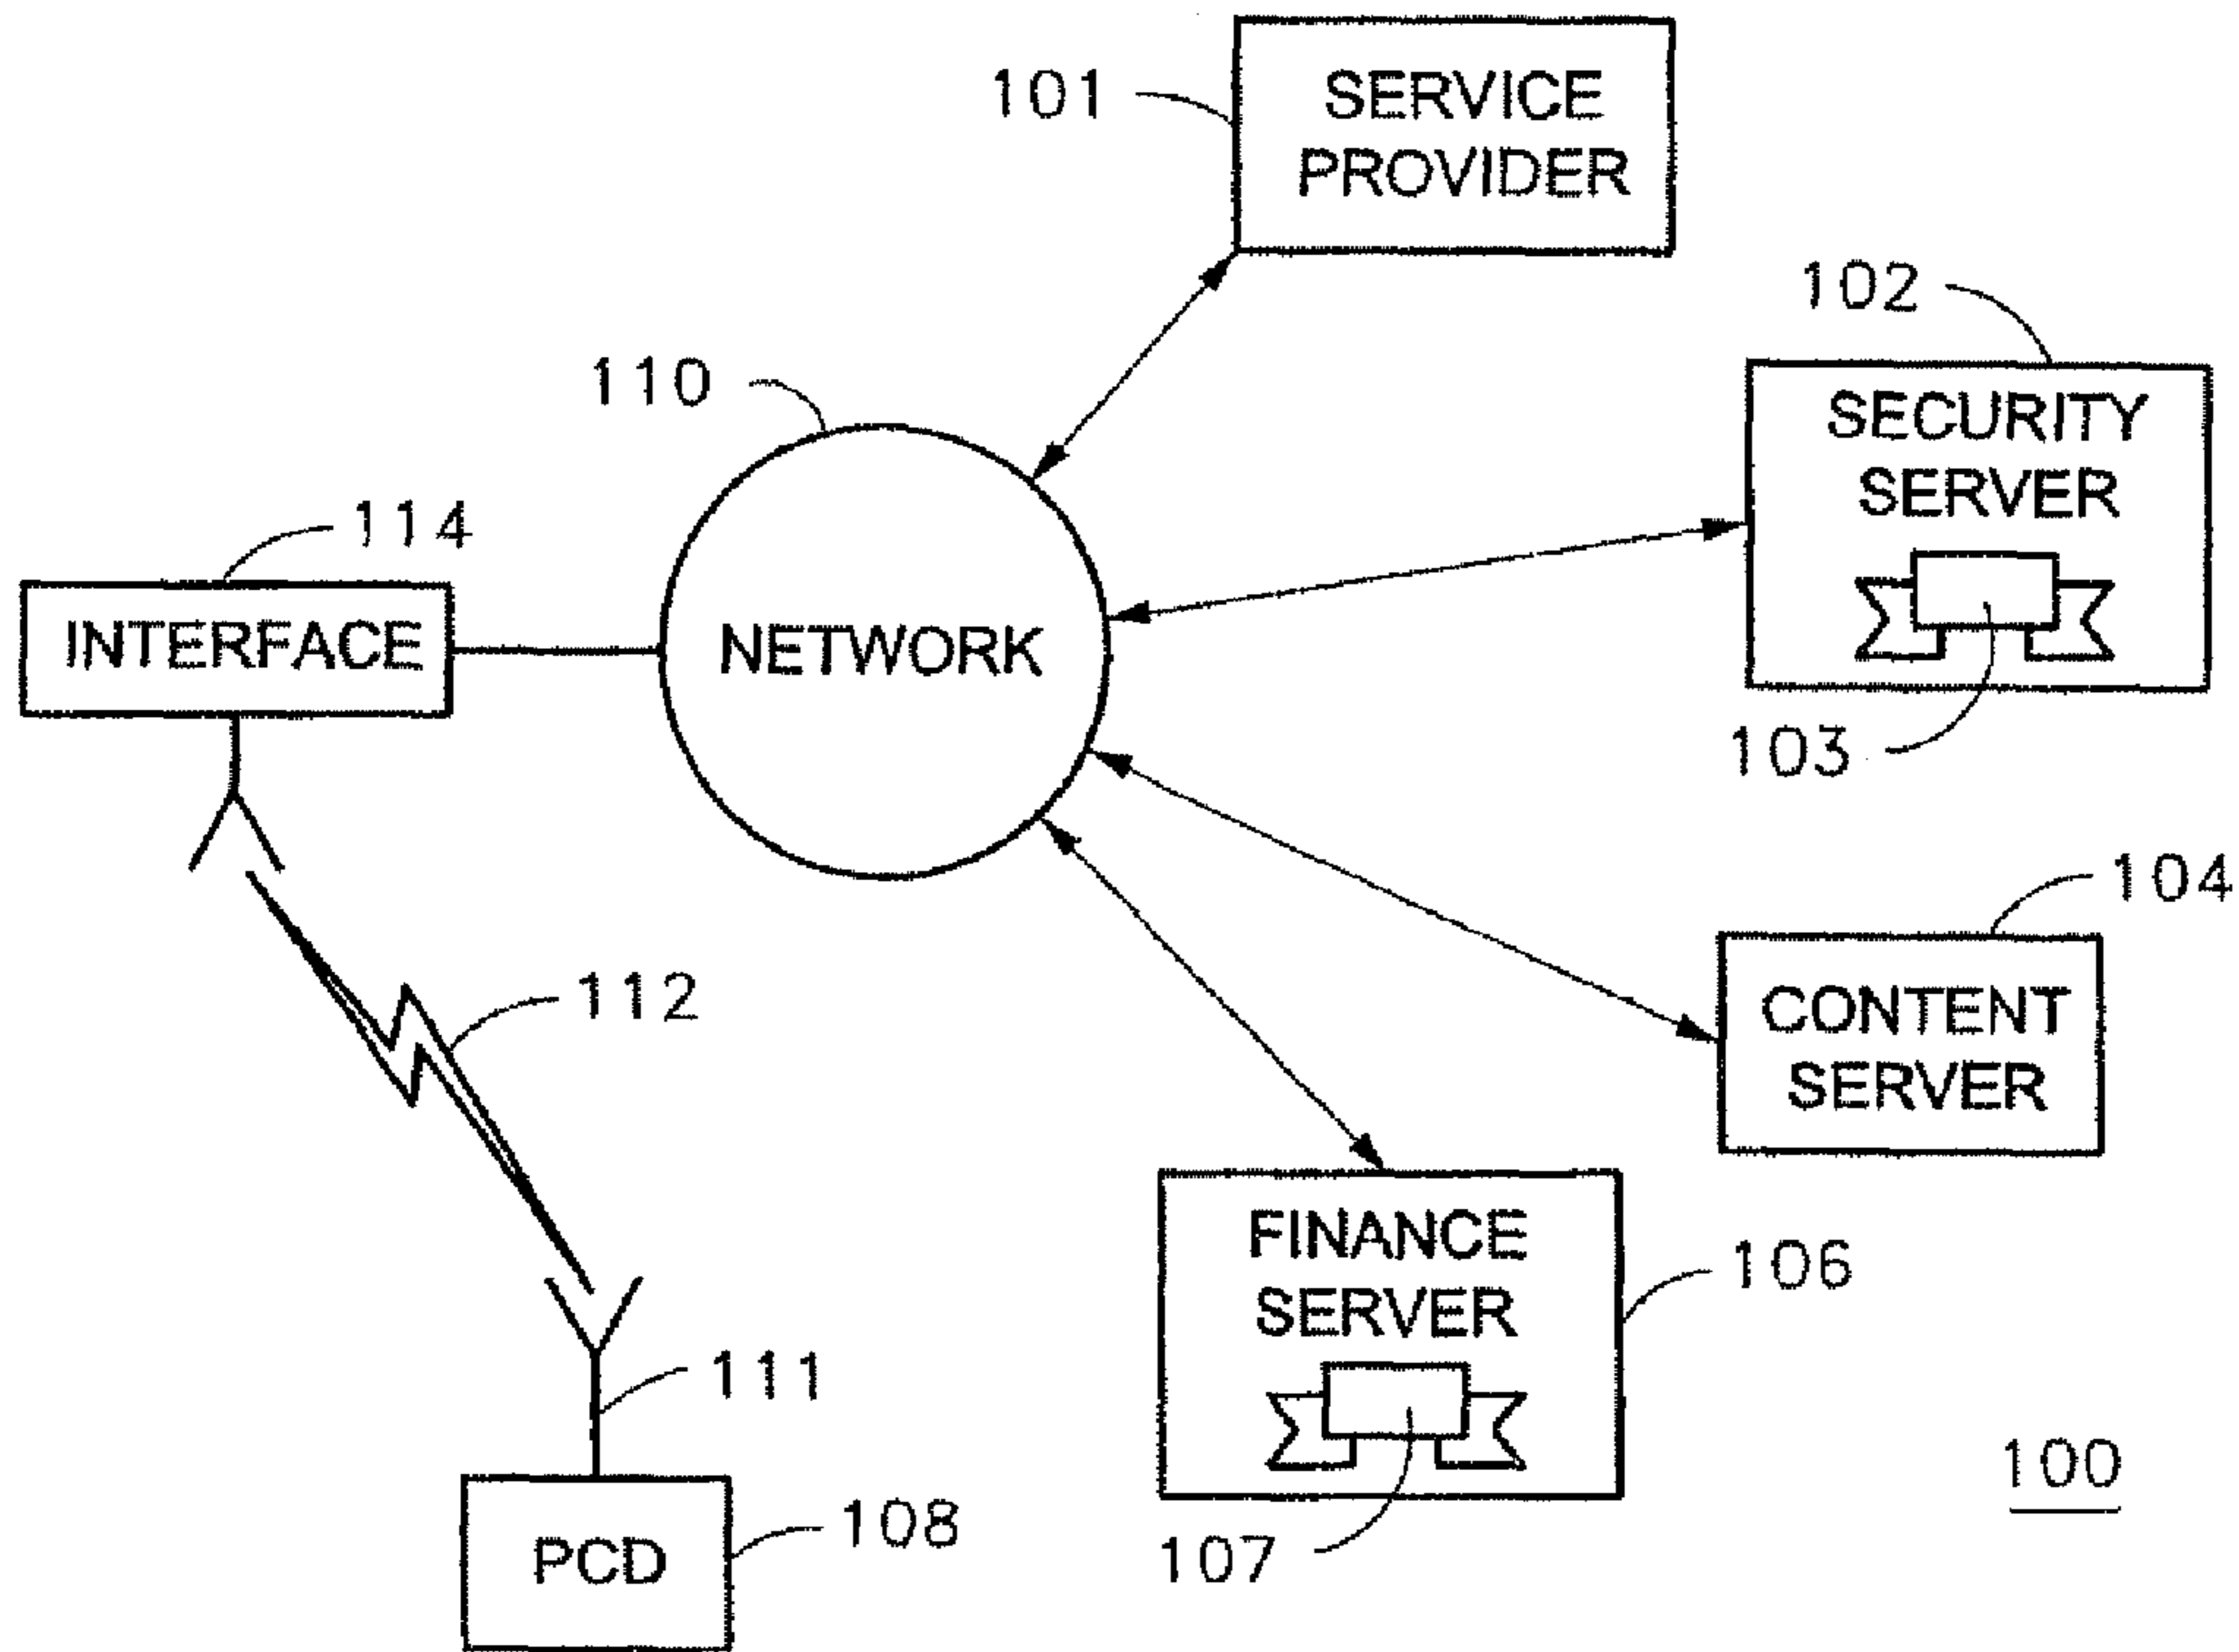 101
SERVICE
PROVIDER
102
SECURITY
SERVER
103
110
NETWORK
114
INTERFACE
104
CONTENT
SERVER
112
FINANCE
SERVER
106
107
111
PCD
108
100